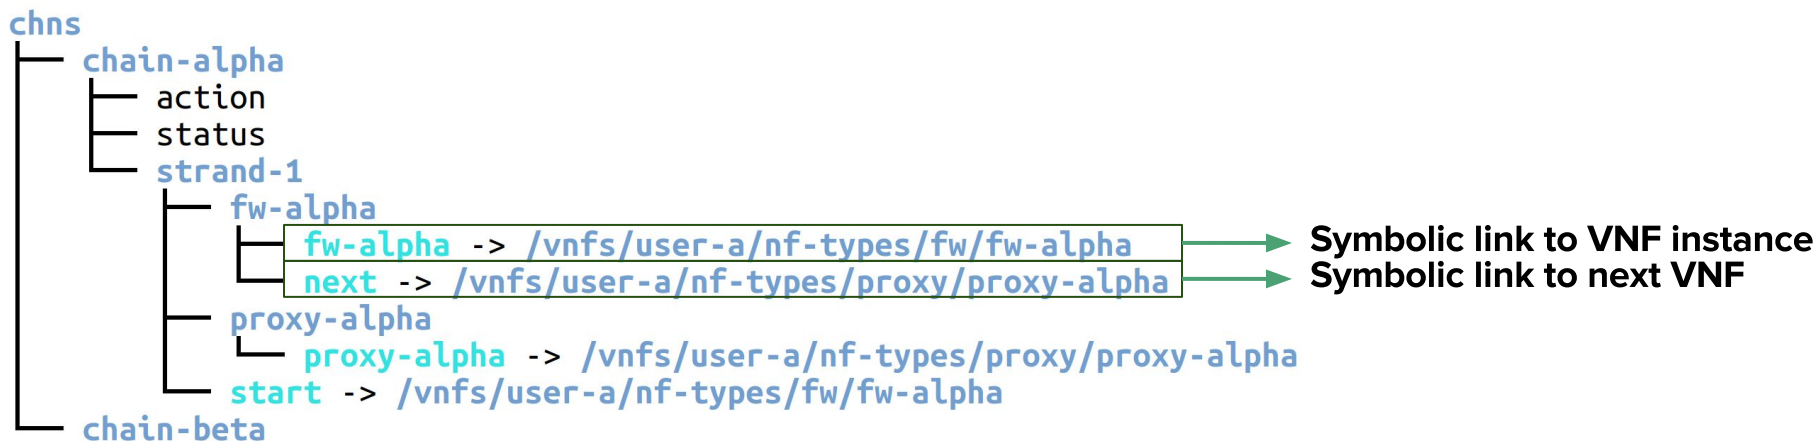 chns
chain-alpha
action
status
strand-1
fw-alpha
fw-alpha -> /vnfs/user-a/nf-types/fw/fw-alpha Symbolic link to VNF instance
next -> /vnfs/user-a/nf-types/proxy/proxy-alpha Symbolic link to next VNF
proxy-alpha
proxy-alpha -> /vnfs/user-a/nf-types/proxy/proxy-alpha
start -> /vnfs/user-a/nf-types/fw/fw-alpha
chain-beta